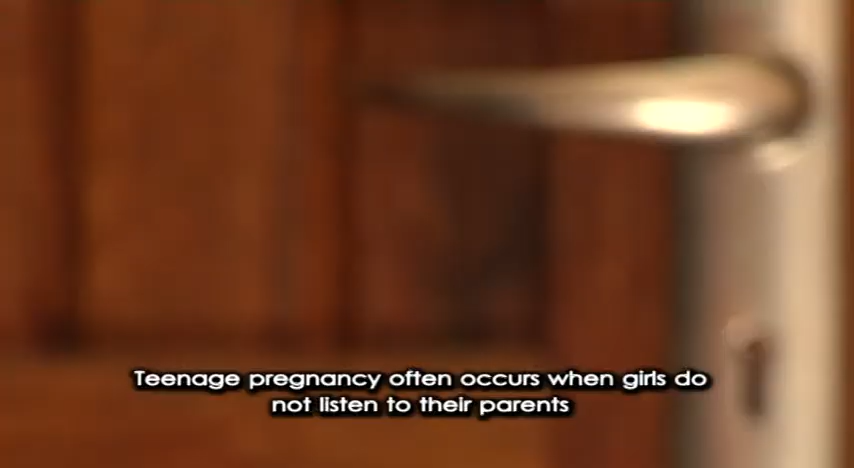 Teenage pregnancy often occurs when girls do
not listen to their parents